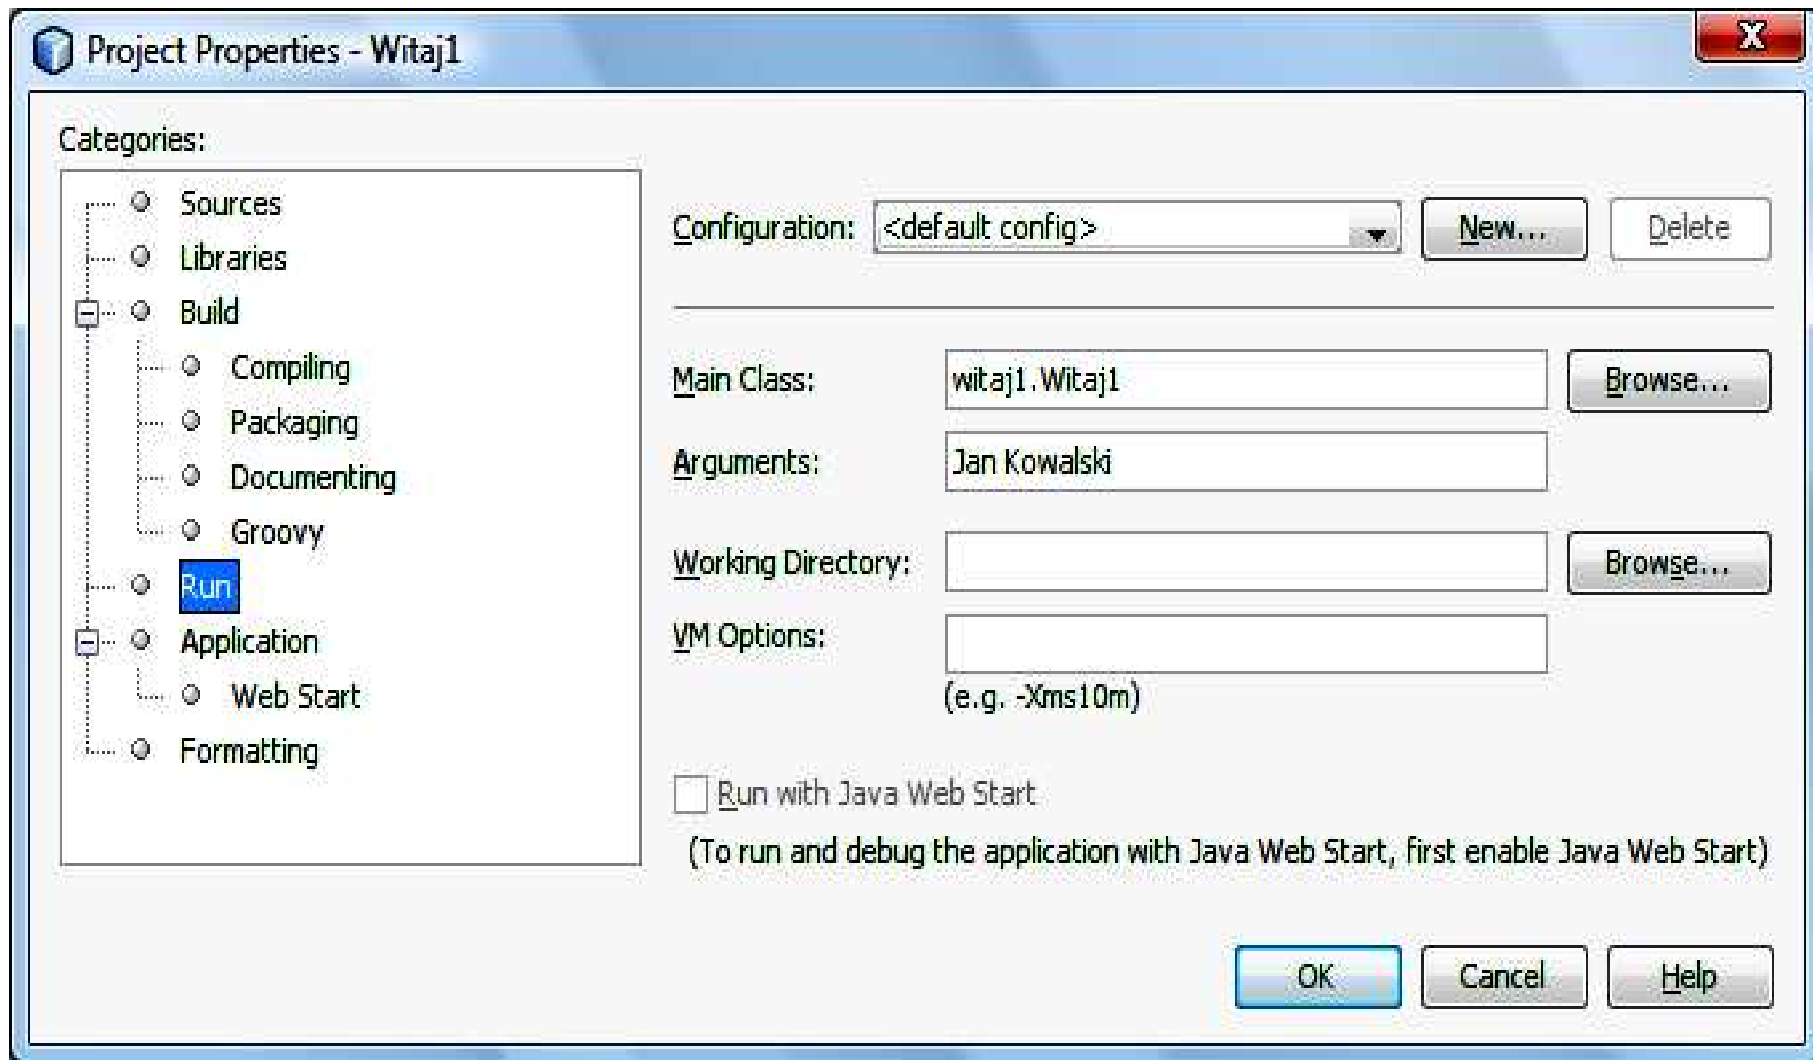 Project Properties - Witaj1
X
Categories:
Sources
Libraries
Build
Compiling
Packaging
Documenting
Groovy
Run
Application
Web Start
Formatting
Configuration: <default config> New... Delete
Main Class: witaj1.Witaj1 Browse...
Arguments: Jan Kowalski
Working Directory: Browse...
VM Options:
(e.g. -Xms10m)
Run with Java Web Start
(To run and debug the application with Java Web Start, first enable Java Web Start)
OK Cancel Help